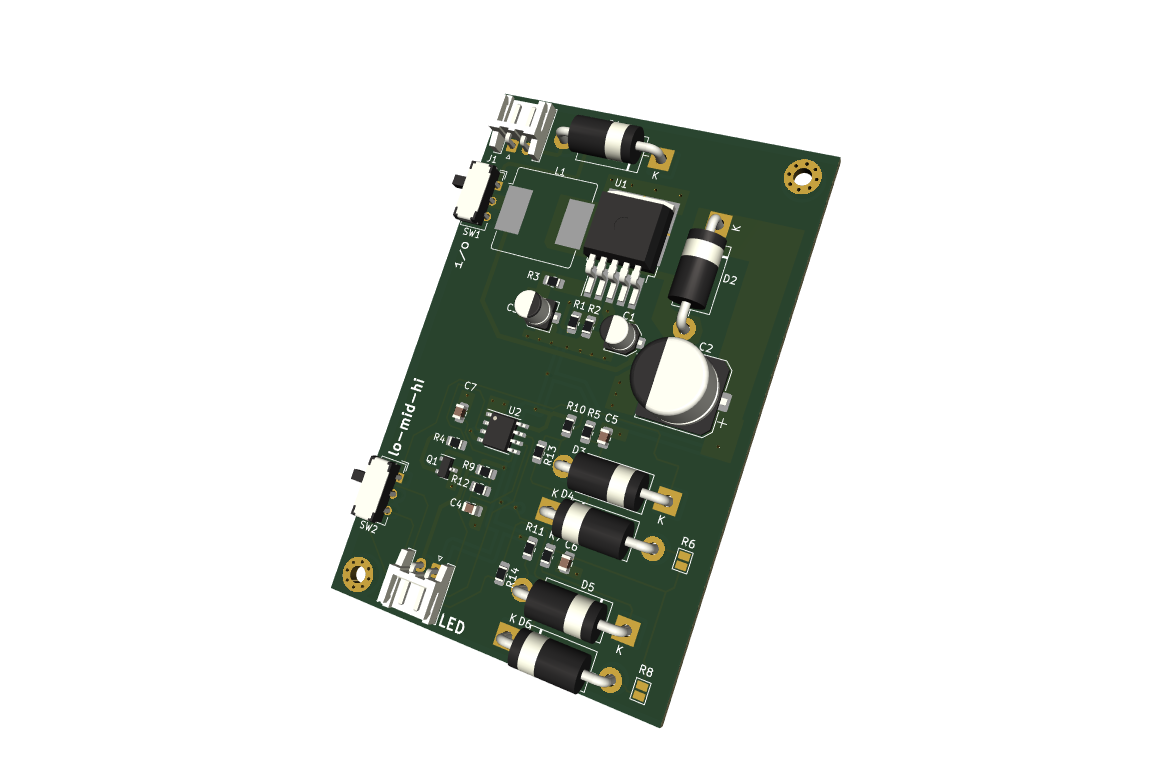 J1
K
L1
U1
K
SW1
1/0
D2
R3
R1
R2
C1
C2
+
C7
lo-mid-hi
U2
R10
R5
C5
R4
R13
D3
Q1
R9
R12
K
D4
K
C4
SW2
R11
C6
R6
R14
D5
K
D6
LED
K
R8